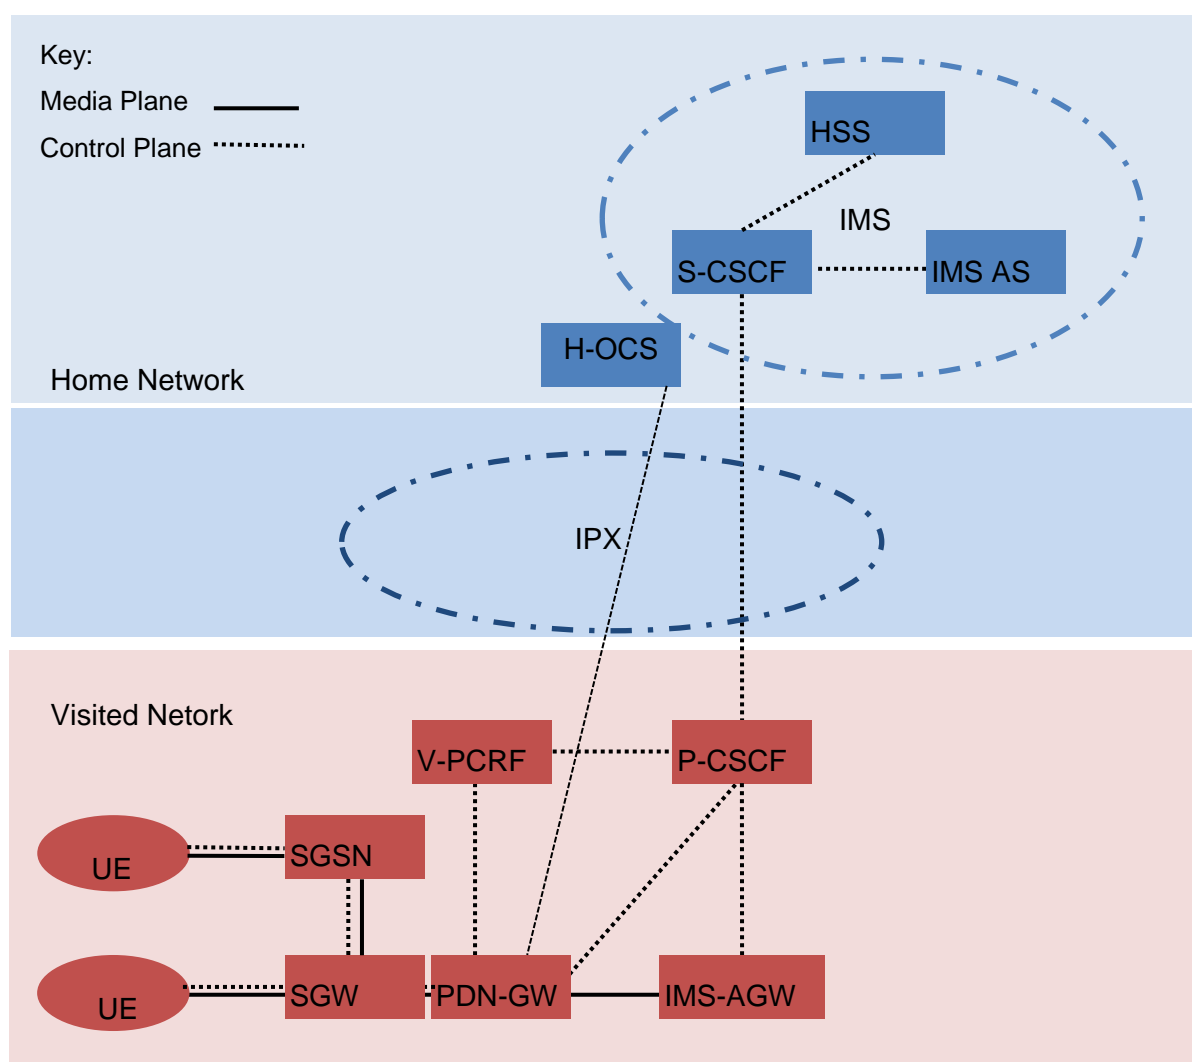 Key:
Media Plane
Control Plane
HSS
IMS
S-CSCF
IMS AS
H-OCS
Home Network
IPX
Visited Netork
V-PCRF
P-CSCF
SGSN
UE
SGW
PDN-GW
IMS-AGW
UE